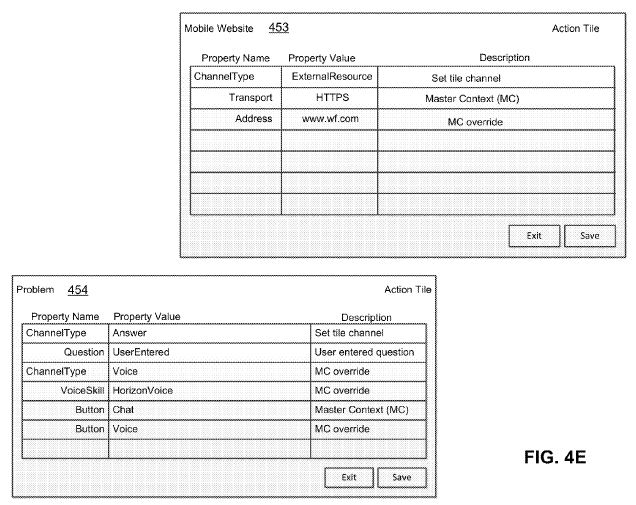 Mobile Website 453 Action Tile
Property Name Property Value Description
ChannelType ExternalResource Set tile channel
Transport HTTPS Master Context (MC)
Address www.wf.com MC override
Exit Save
Problem 454 Action Tile
Property Name Property Value Description
ChannelType Answer Set tile channel
Question UserEntered User entered question
ChannelType Voice MC override
VoiceSkill HorizonVoice MC override
Button Chat Master Context (MC)
Button Voice MC override
Exit Save
FIG. 4E